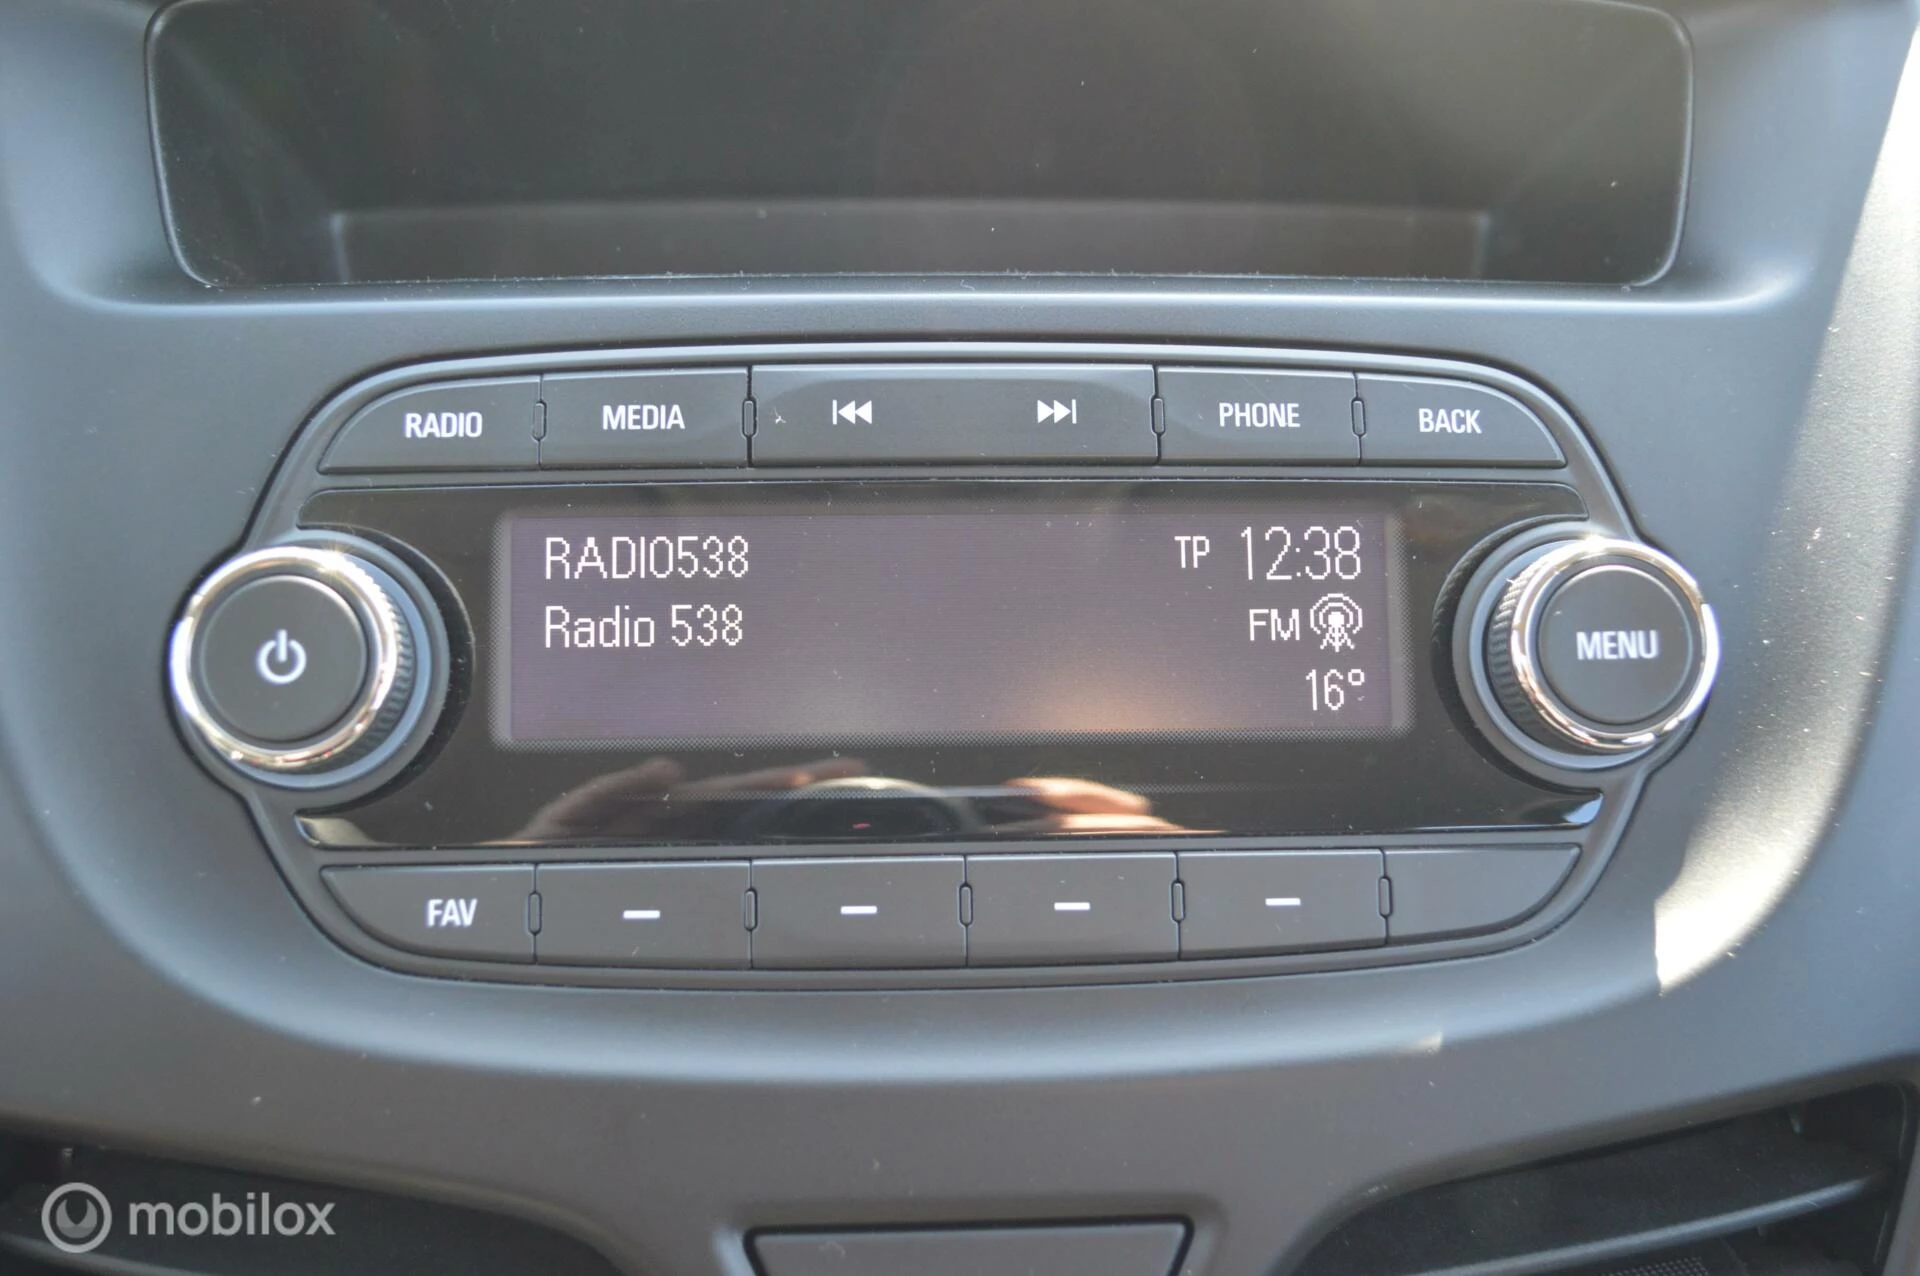 RADIO MEDIA PHONE BACK
RADIO538 TP 12:38
Radio 538 FM
16°
MENU
FAV
mobilox